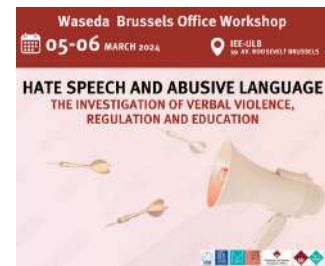 Waseda Brussels Office Workshop
05-06 MARCH 2024
IEE-ULB
39 AV. ROOSEVELT BRUSSELS
HATE SPEECH AND ABUSIVE LANGUAGE
THE INVESTIGATION OF VERBAL VIOLENCE,
REGULATION AND EDUCATION